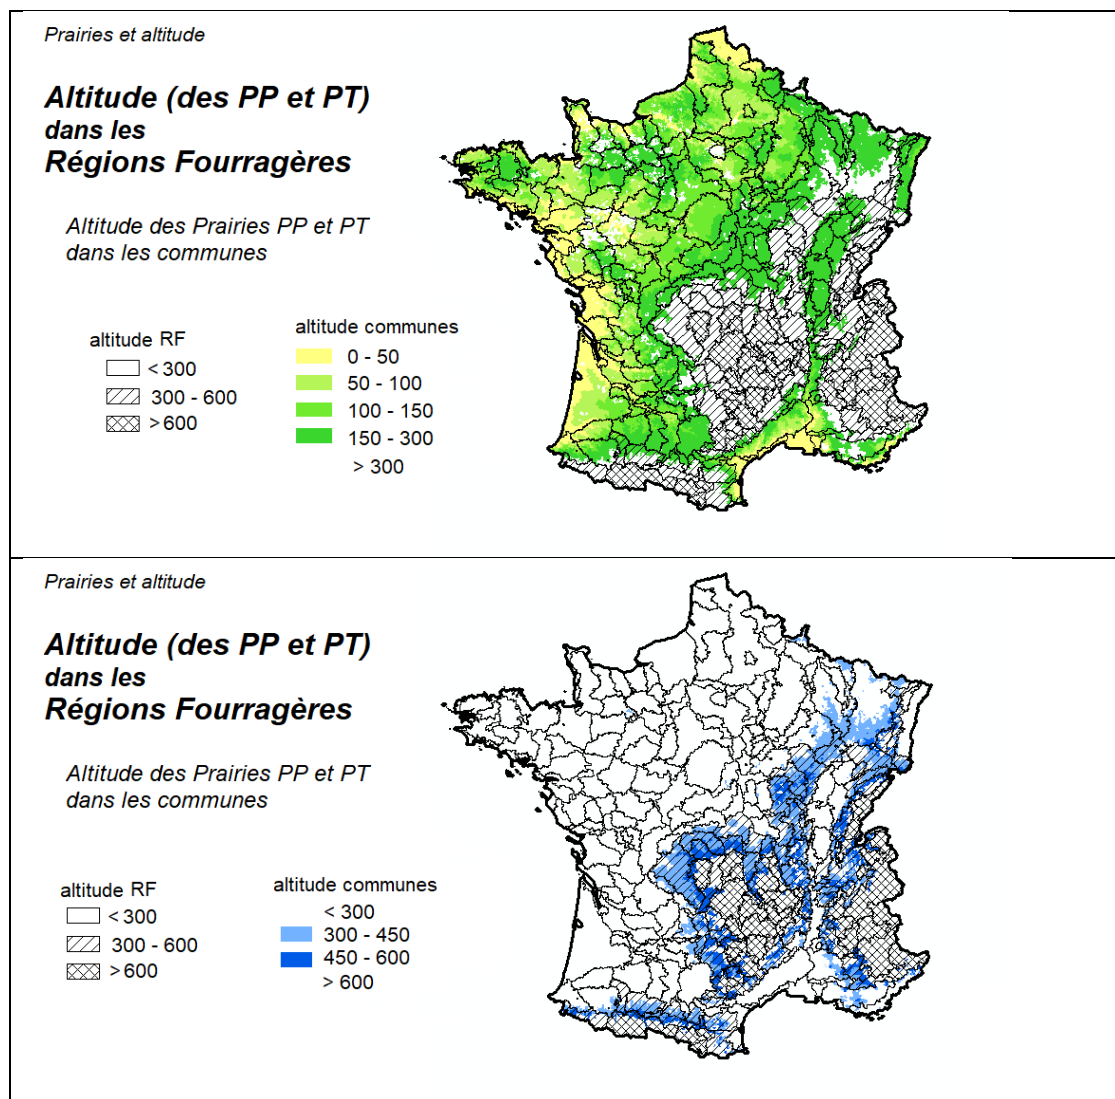 Prairies et altitude
Altitude (des PP et PT)
dans les
Régions Fourragères
Altitude des Prairies PP et PT
dans les communes
altitude RF
< 300
300 - 600
> 600
altitude communes
0 - 50
50 - 100
100 - 150
150 - 300
> 300
Prairies et altitude
Altitude (des PP et PT)
dans les
Régions Fourragères
Altitude des Prairies PP et PT
dans les communes
altitude RF
< 300
300 - 600
> 600
altitude communes
< 300
300 - 450
450 - 600
> 600